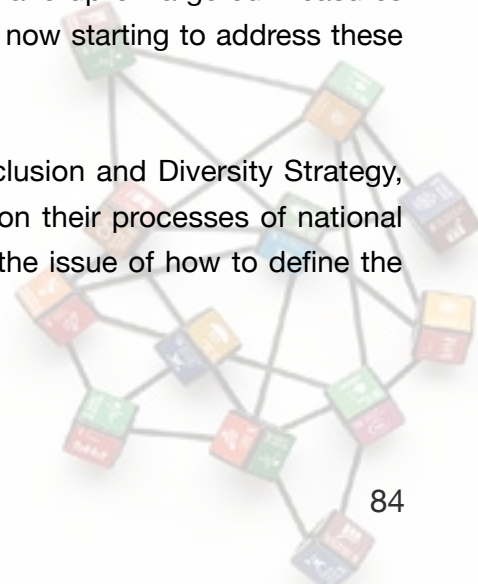 now starting to address these
clusion and Diversity Strategy,
on their processes of national
the issue of how to define the
84